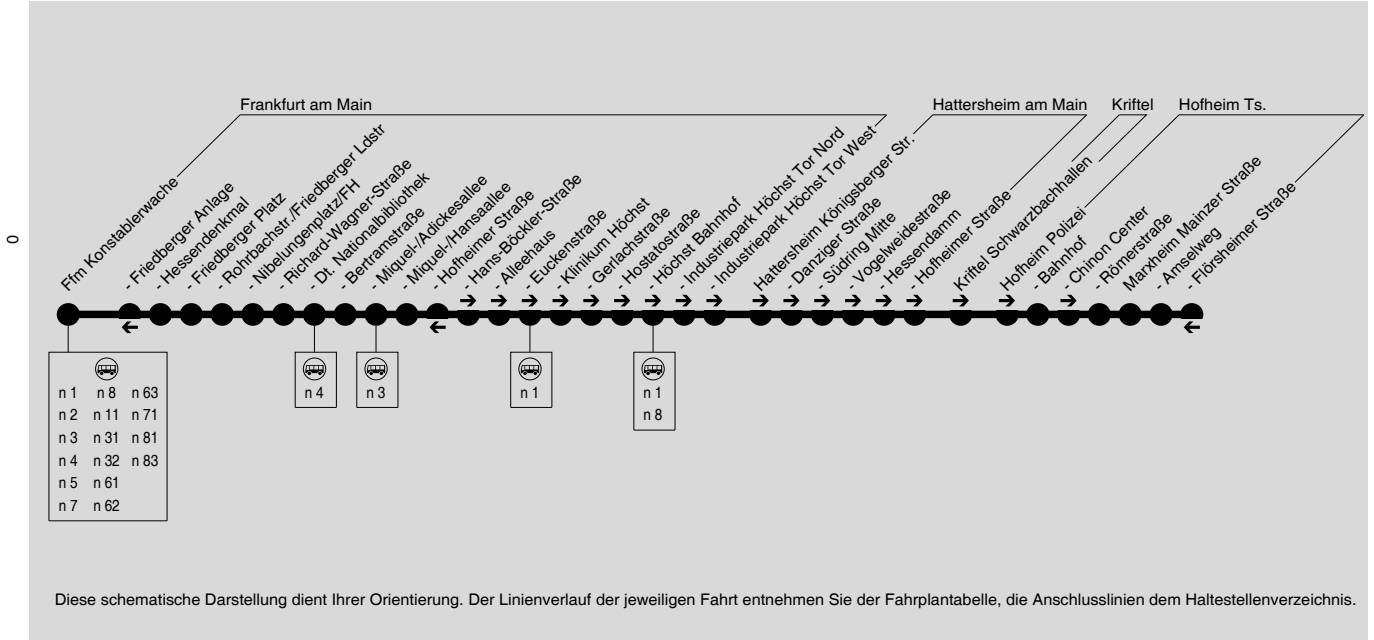 Frankfurt am Main
Hattersheim am Main
Kriftel
Hofheim Ts.
Ffm Konstablerwache
- Friedberger Anlage
- Hessendenkmal
- Friedberger Platz
- Rohrbachstr./Friedberger Ldstr
- Nibelungenplatz/FH
- Richard-Wagner-Straße
- Dt. Nationalbibliothek
- Bertramstraße
- Miquel-/Adickesallee
- Miquel-/Hansaallee
- Hofheimer Straße
- Hans-Böckler-Straße
- Alleehaus
- Euckenstraße
- Klinikum Höchst
- Gerlachstraße
- Hostatostraße
- Höchst Bahnhof
- Industriepark Höchst Tor Nord
- Industriepark Höchst Tor West
Hattersheim Königsberger Str.
- Danziger Straße
- Südring Mitte
- Vogelweidestraße
- Hessendamm
- Hofheimer Straße
Kriftel Schwarzbachhallen
Hofheim Polizei
- Bahnhof
- Chinon Center
- Römerstraße
Marxheim Mainzer Straße
- Amselweg
- Flörsheimer Straße
0
n 1 n 8 n 63
n 2 n 11 n 71
n 3 n 31 n 81
n 4 n 32 n 83
n 5 n 61
n 7 n 62
n 4
n 3
n 1
n 1
n 8
Diese schematische Darstellung dient Ihrer Orientierung. Der Linienverlauf der jeweiligen Fahrt entnehmen Sie der Fahrplantabelle, die Anschlusslinien dem Haltestellenverzeichnis.